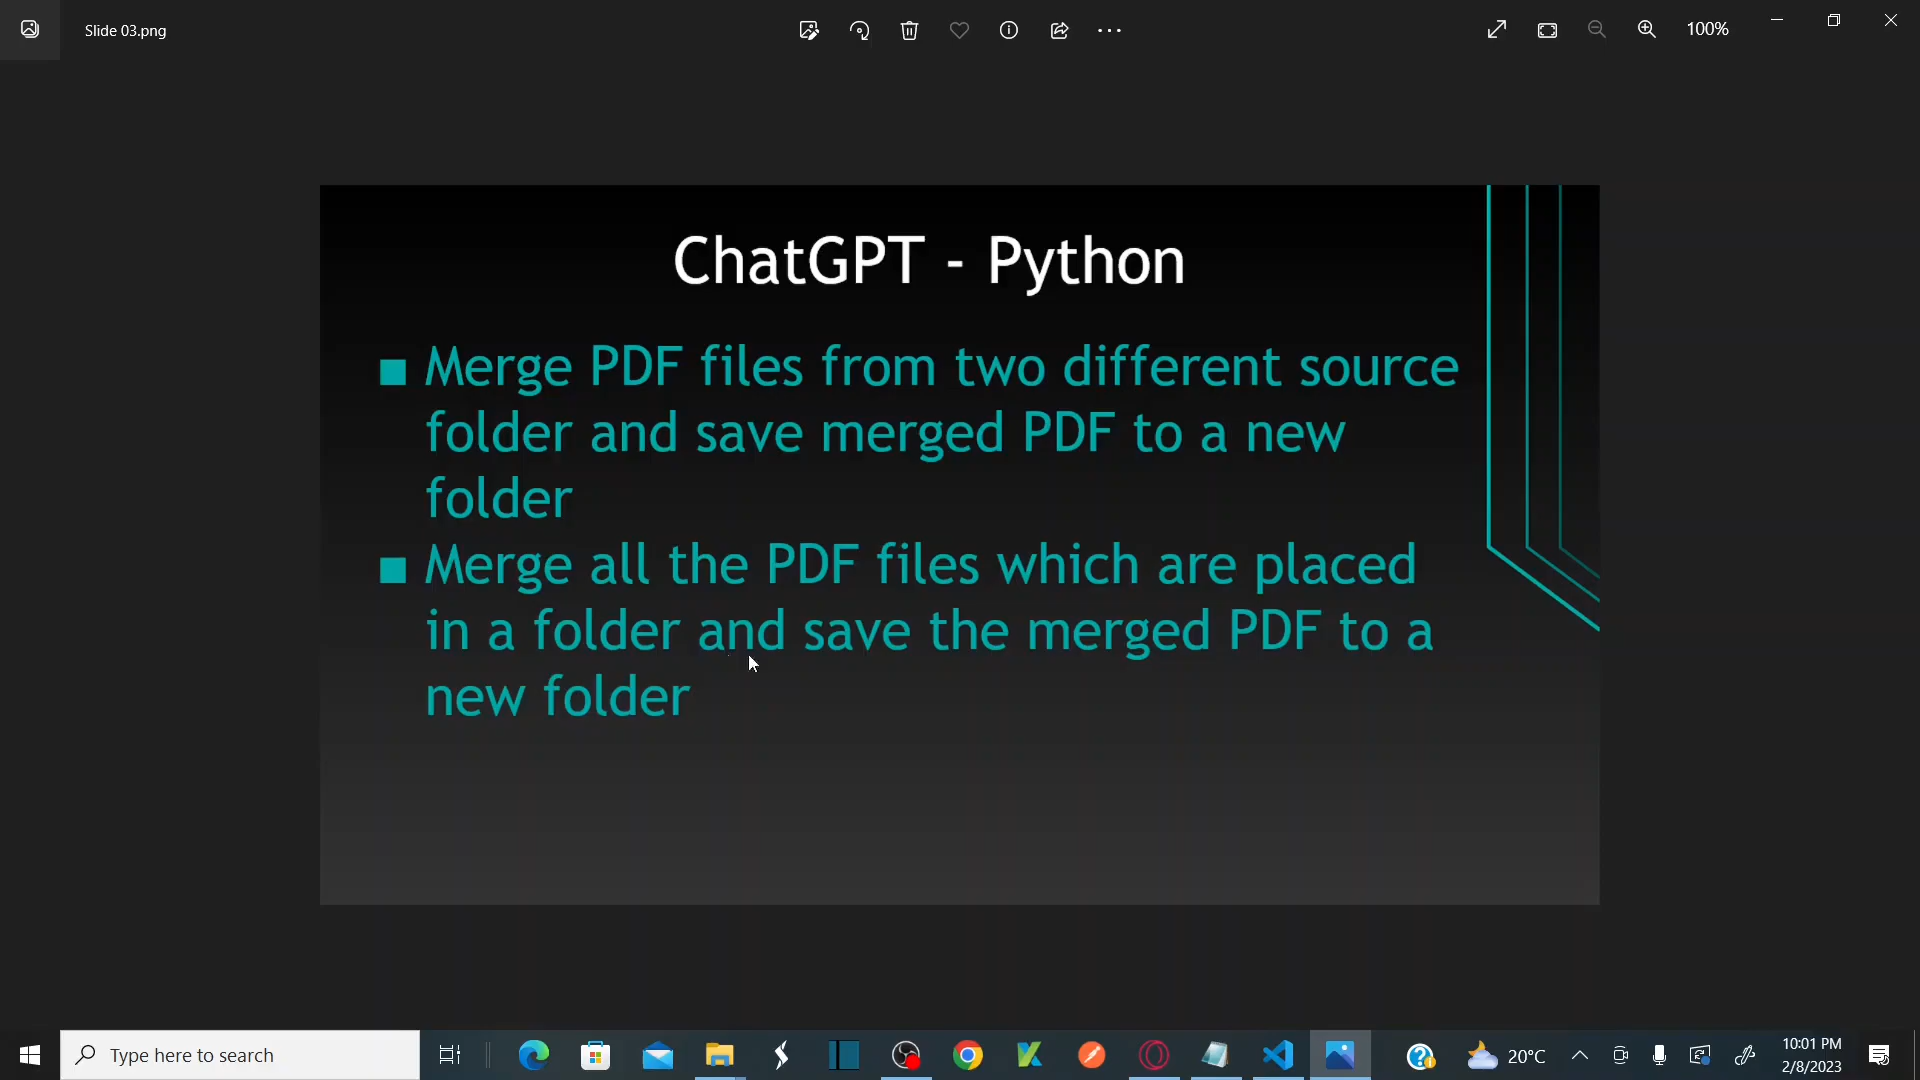 Slide 03.png
100%
ChatGPT - Python
■ Merge PDF files from two different source
folder and save merged PDF to a new
folder
■ Merge all the PDF files which are placed
in a folder and save the merged PDF to a
new folder
Type here to search
20°C
10:01 PM
2/8/2023